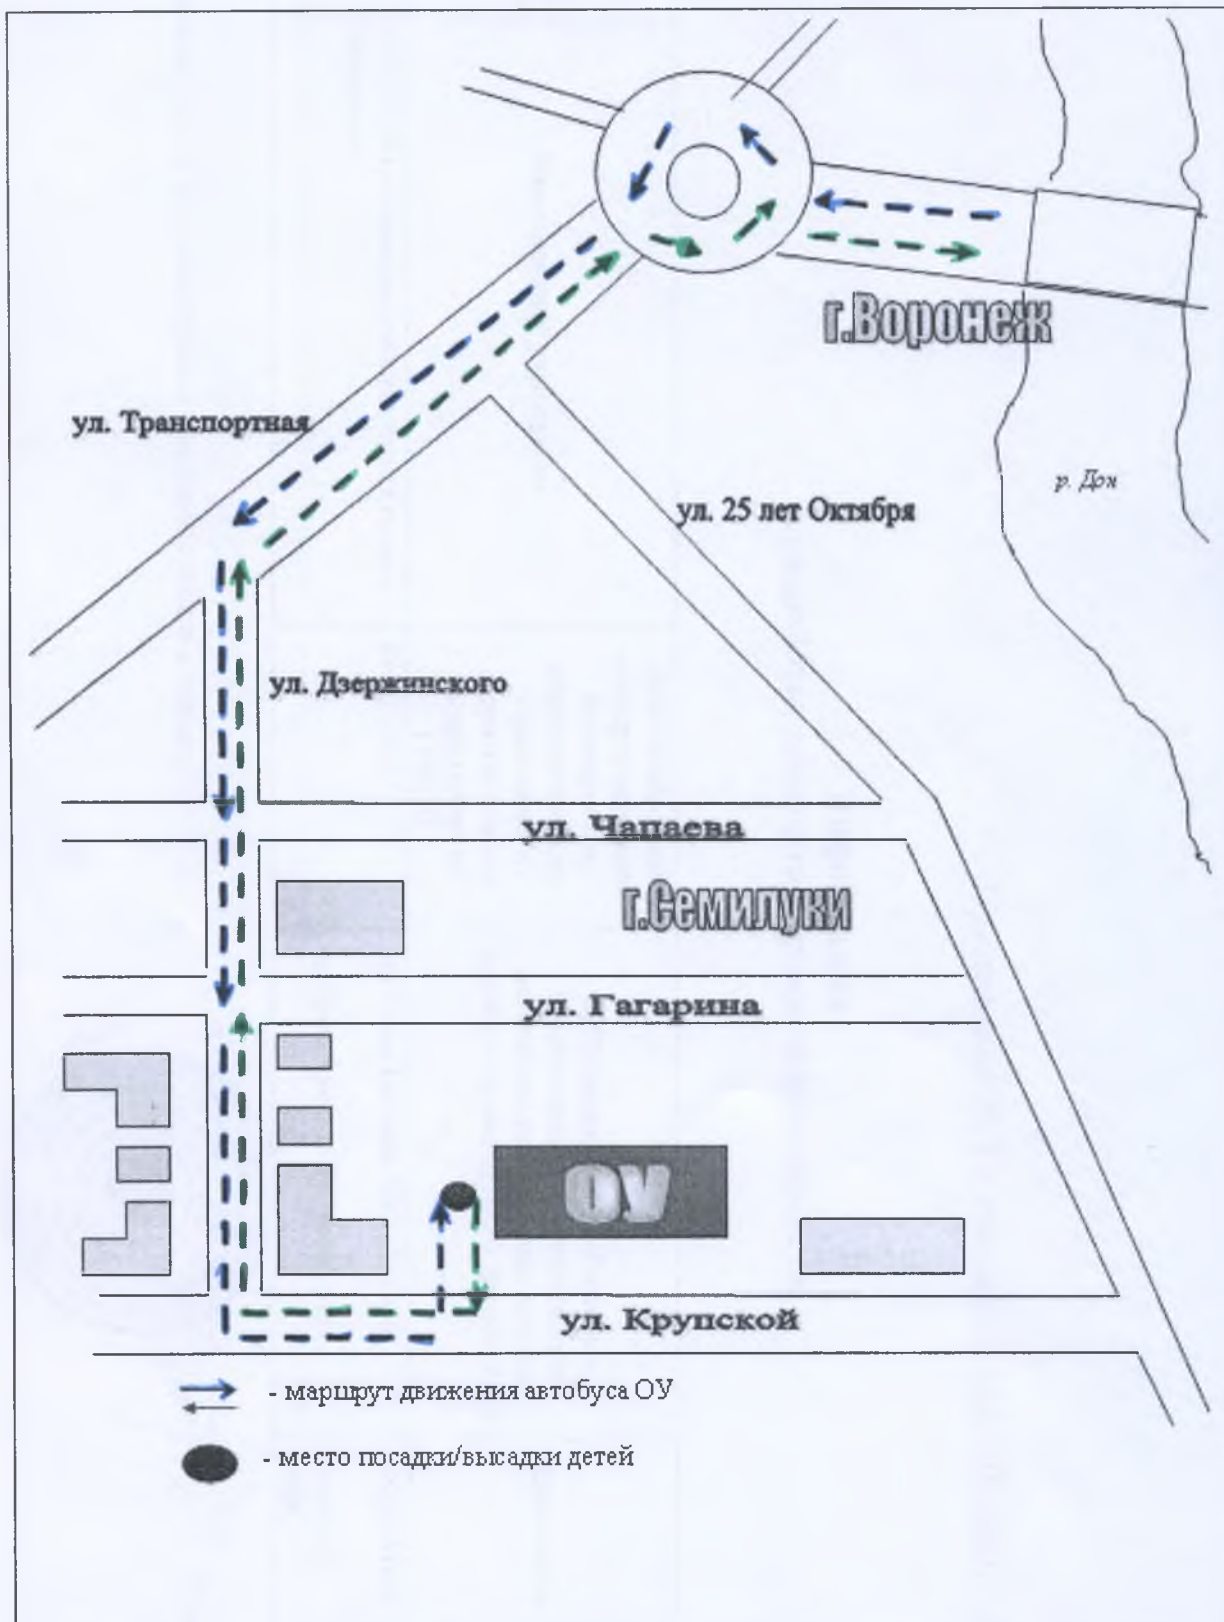 г.Воронеж
ул. Транспортная
р. Дон
ул. 25 лет Октября
ул. Дзержинского
ул. Чапаева
г.Семилуки
ул. Гагарина
ОУ
ул. Крупской
- маршрут движения автобуса ОУ
- место посадки/высадки детей